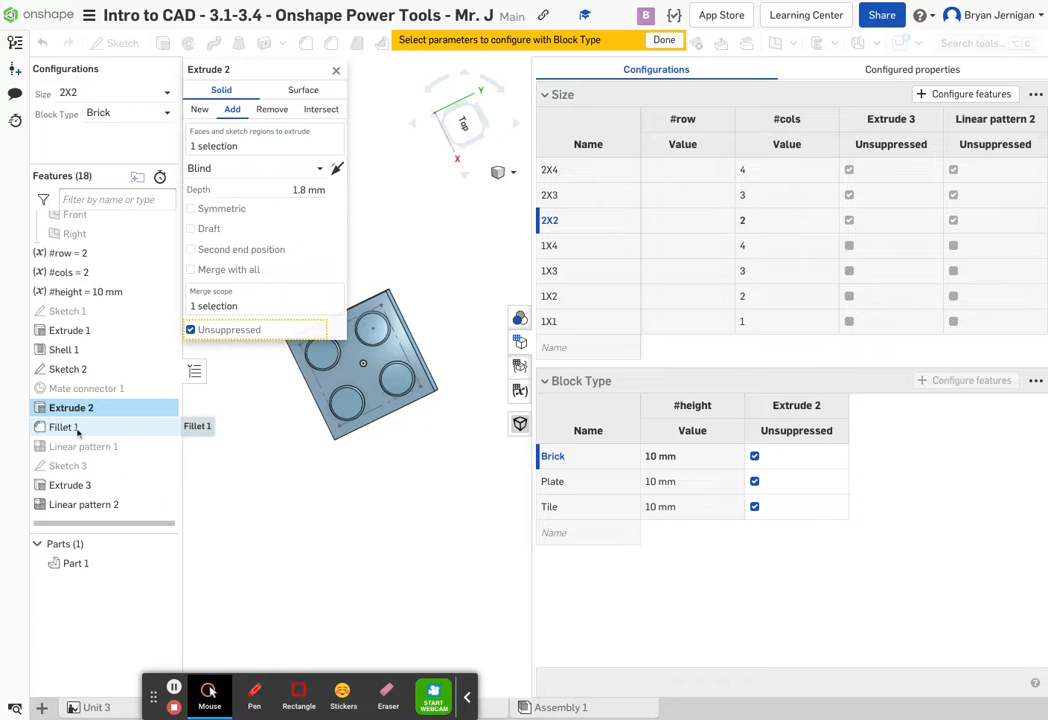 onshape
Intro to CAD - 3.1-3.4 - Onshape Power Tools - Mr. J Main
B
App Store
Learning Center
Share
Bryan Jernigan
Sketch
Select parameters to configure with Block Type
Done
Search tools...
Configurations
Size 2X2
Block Type Brick
Features (18)
Filter by name or type
Front
Right
(x) #row = 2
(x) #cols = 2
(x) #height = 10 mm
Sketch 1
Extrude 1
Shell 1
Sketch 2
Mate connector 1
Extrude 2
Fillet 1
Linear pattern 1
Sketch 3
Extrude 3
Linear pattern 2
Parts (1)
Part 1
Extrude 2
Solid Surface
New Add Remove Intersect
Faces and sketch regions to extrude
1 selection
Blind
Depth 1.8 mm
Symmetric
Draft
Second end position
Merge with all
Merge scope
1 selection
Unsuppressed
Fillet 1
Y
TOP
X
Configurations Configured properties
Size
Configure features
#row #cols Extrude 3 Linear pattern 2
Name Value Value Unsuppressed Unsuppressed
2X4 4
2X3 3
2X2 2
1X4 4
1X3 3
1X2 2
1X1 1
Name
Block Type
Configure features
#height Extrude 2
Name Value Unsuppressed
Brick 10 mm
Plate 10 mm
Tile 10 mm
Name
(x)
Mouse
Pen
Rectangle
Stickers
Eraser
START
WEBCAM
Unit 3
Assembly 1